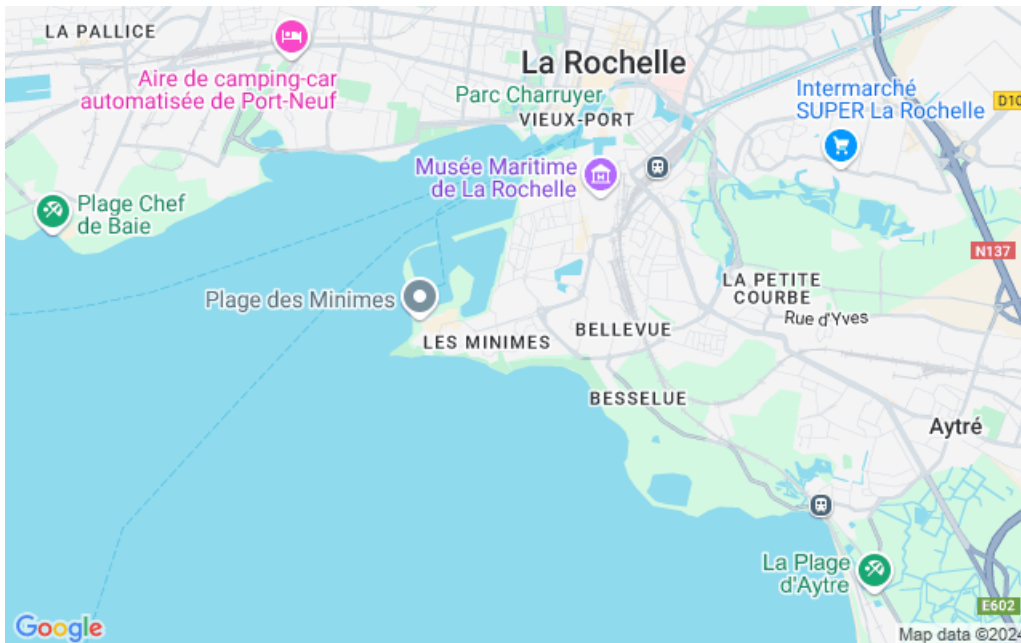 LA PALLICE
La Rochelle
Aire de camping-car
automatisée de Port-Neuf
Parc Charruyer
VIEUX-PORT
Intermarché
SUPER La Rochelle
D10
Musée Maritime
de La Rochelle
Plage Chef
de Baie
N137
Plage des Minimes
LA PETITE
COURBE
Rue d'Yves
LES MINIMES
BELLEVUE
BESSELUE
Aytré
La Plage
d'Aytre
E602
Google
Map data ©2024